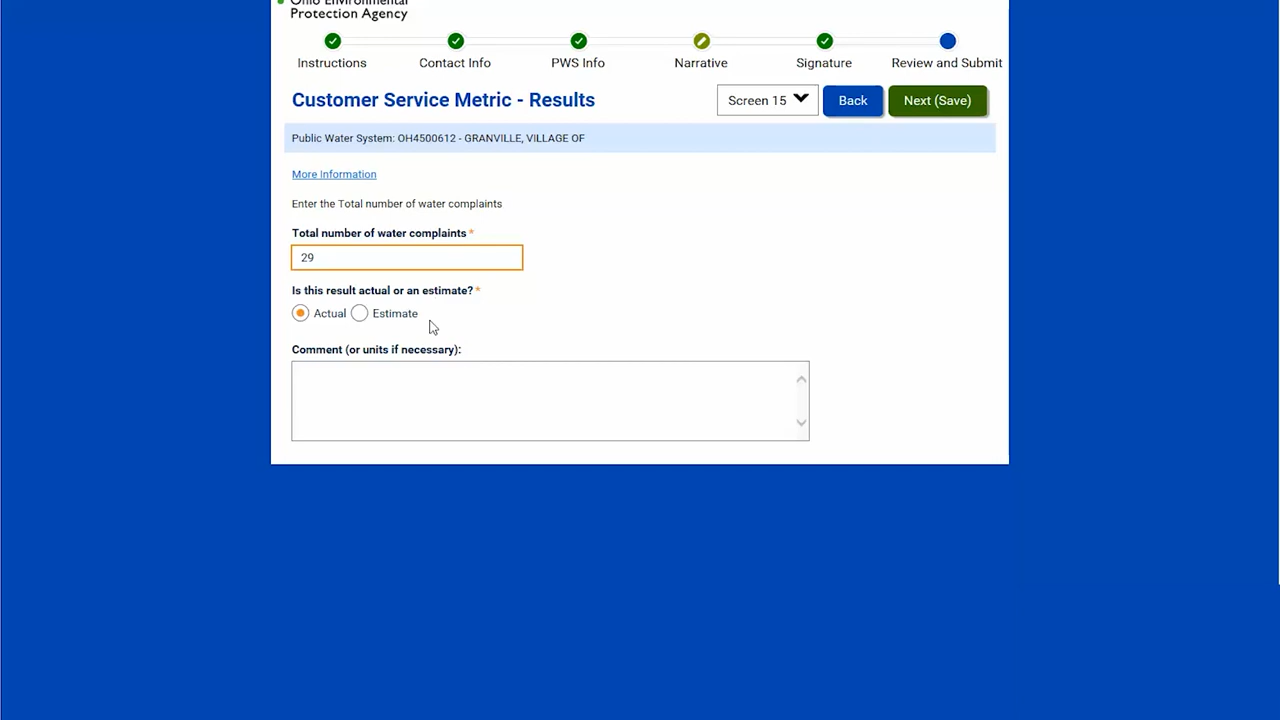 Ohio Environmental
Protection Agency
Instructions Contact Info PWS Info Narrative Signature Review and Submit
Customer Service Metric - Results Screen 15 Back Next (Save)
Public Water System: OH4500612 - GRANVILLE, VILLAGE OF
More Information
Enter the Total number of water complaints
Total number of water complaints *
29
Is this result actual or an estimate? *
Actual Estimate
Comment (or units if necessary):